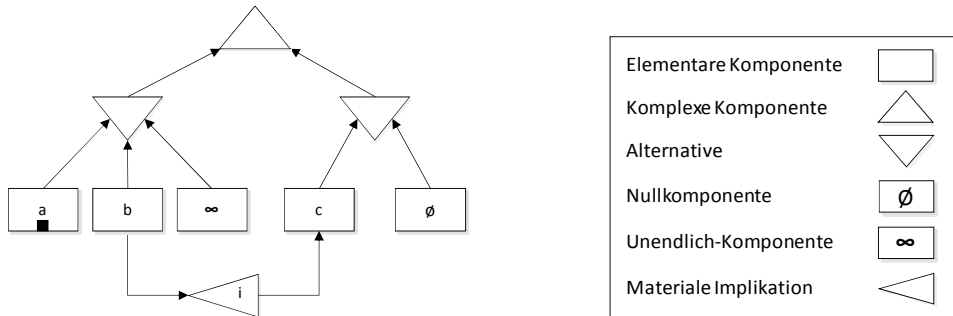 a b ∞ c ø
i
Elementare Komponente
Komplexe Komponente
Alternative
Nullkomponente ø
Unendlich-Komponente ∞
Materiale Implikation